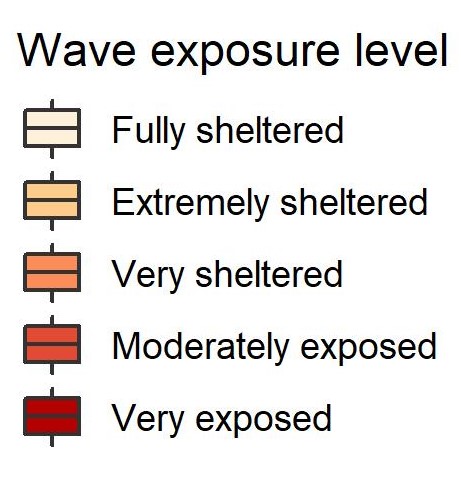 Wave exposure level
Fully sheltered
Extremely sheltered
Very sheltered
Moderately exposed
Very exposed